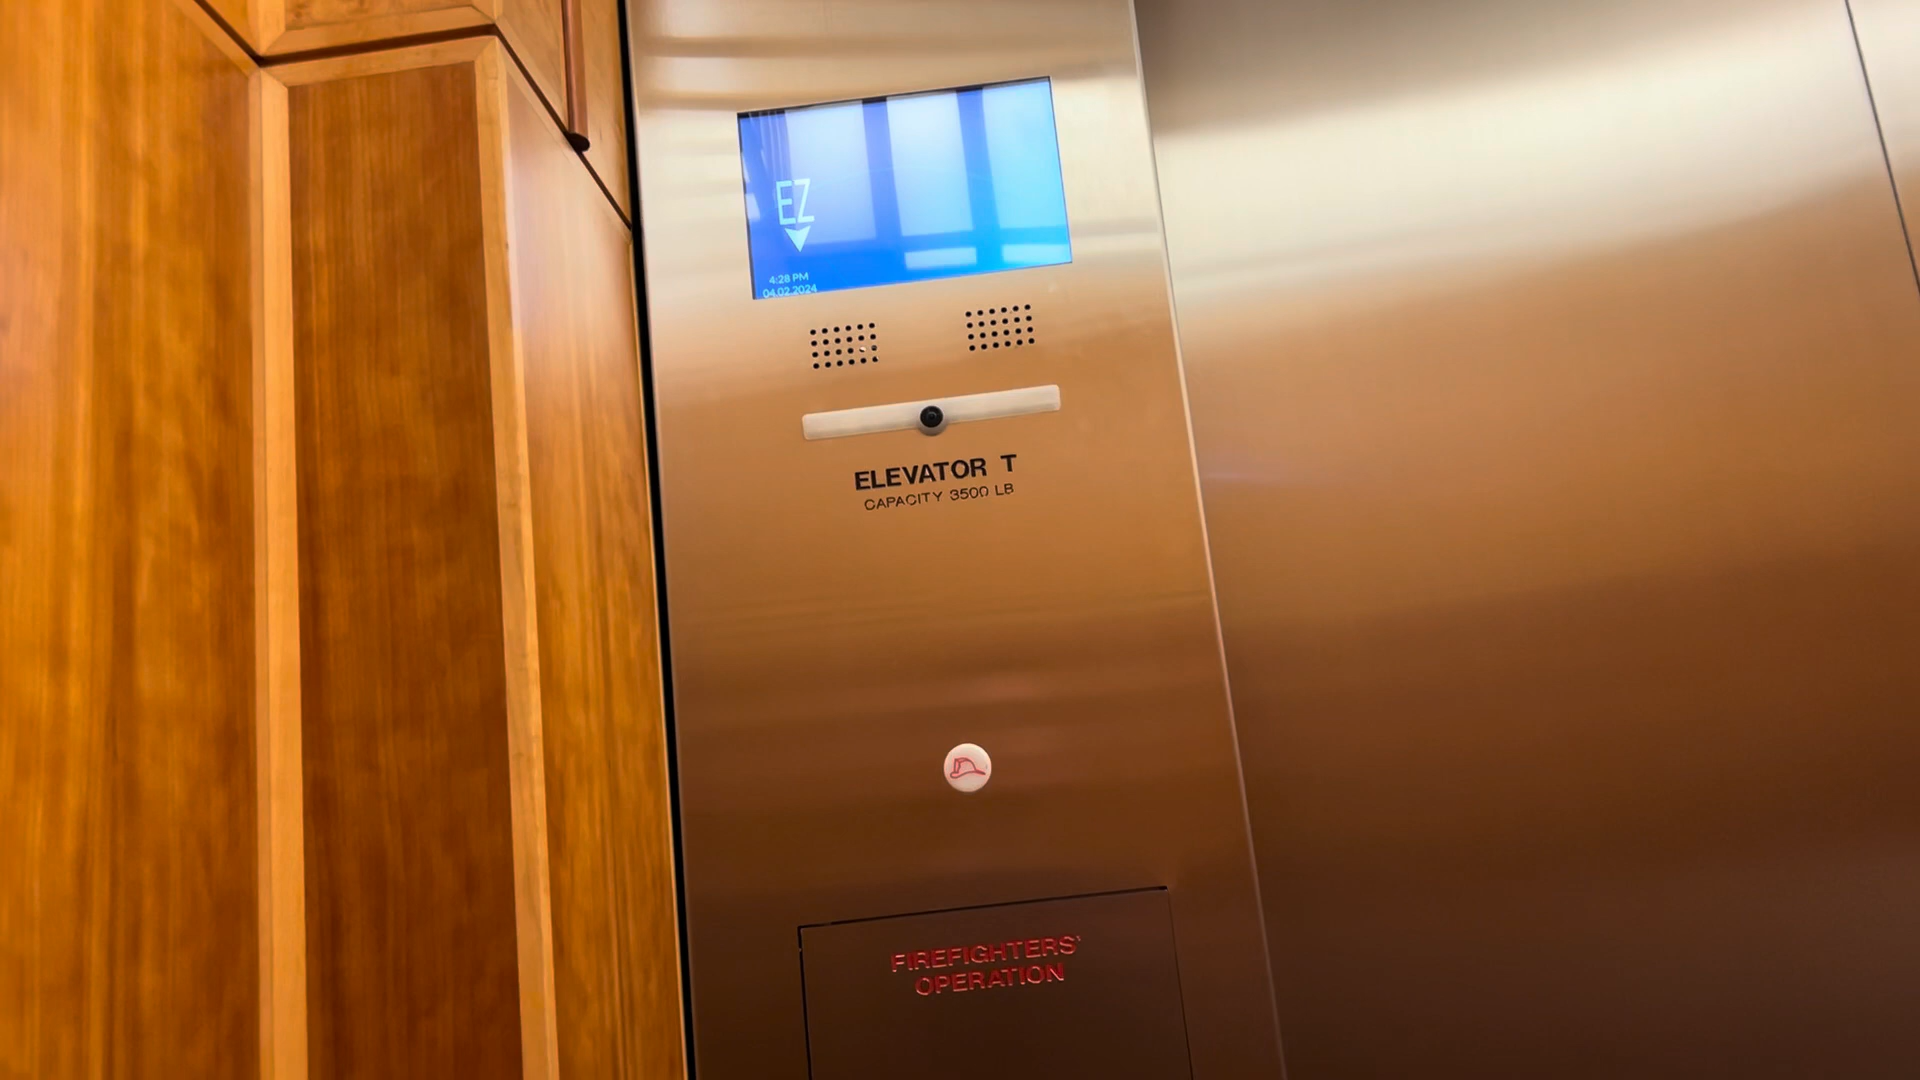 EZ
4:28 PM
04.02.2024
ELEVATOR T
CAPACITY 3500 LB
FIREFIGHTERS'
OPERATION